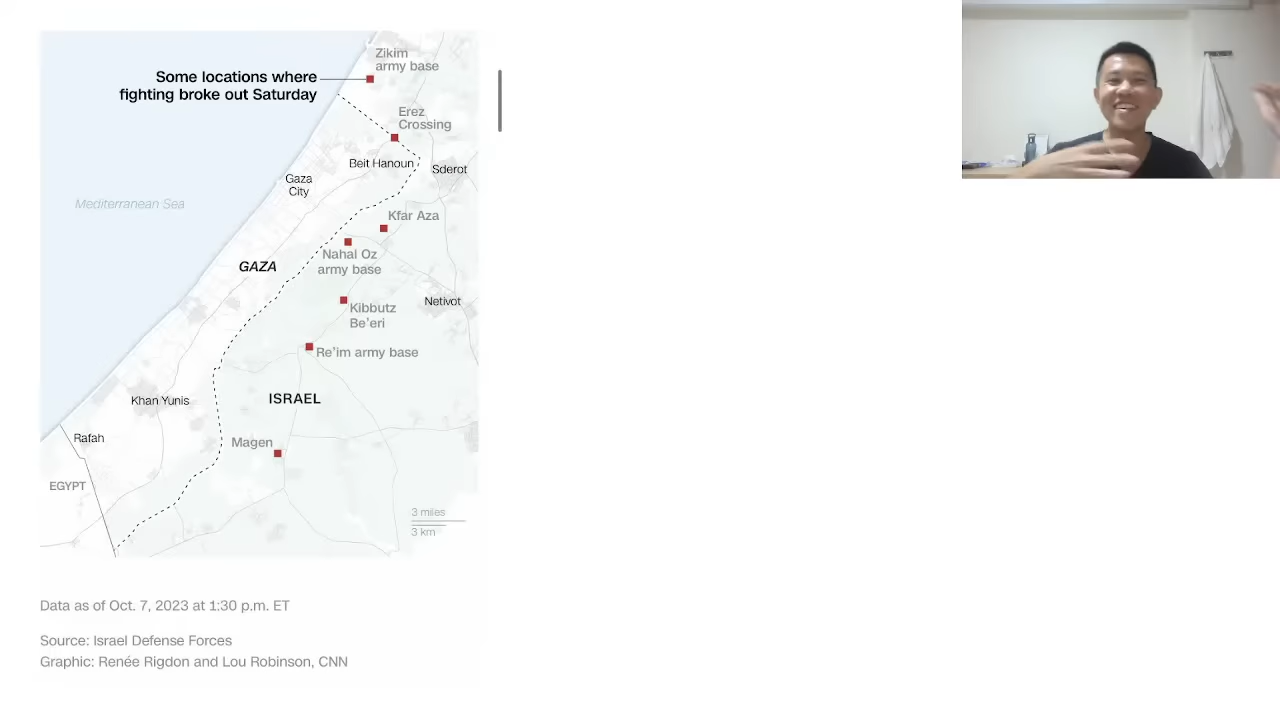 Zikim
army base
Some locations where
fighting broke out Saturday
Erez
Crossing
Beit Hanoun
Sderot
Gaza
City
Mediterranean Sea
Kfar Aza
Nahal Oz
army base
GAZA
Netivot
Kibbutz
Be’eri
Re’im army base
ISRAEL
Khan Yunis
Rafah
Magen
EGYPT
3 miles
3 km
Data as of Oct. 7, 2023 at 1:30 p.m. ET
Source: Israel Defense Forces
Graphic: Renée Rigdon and Lou Robinson, CNN